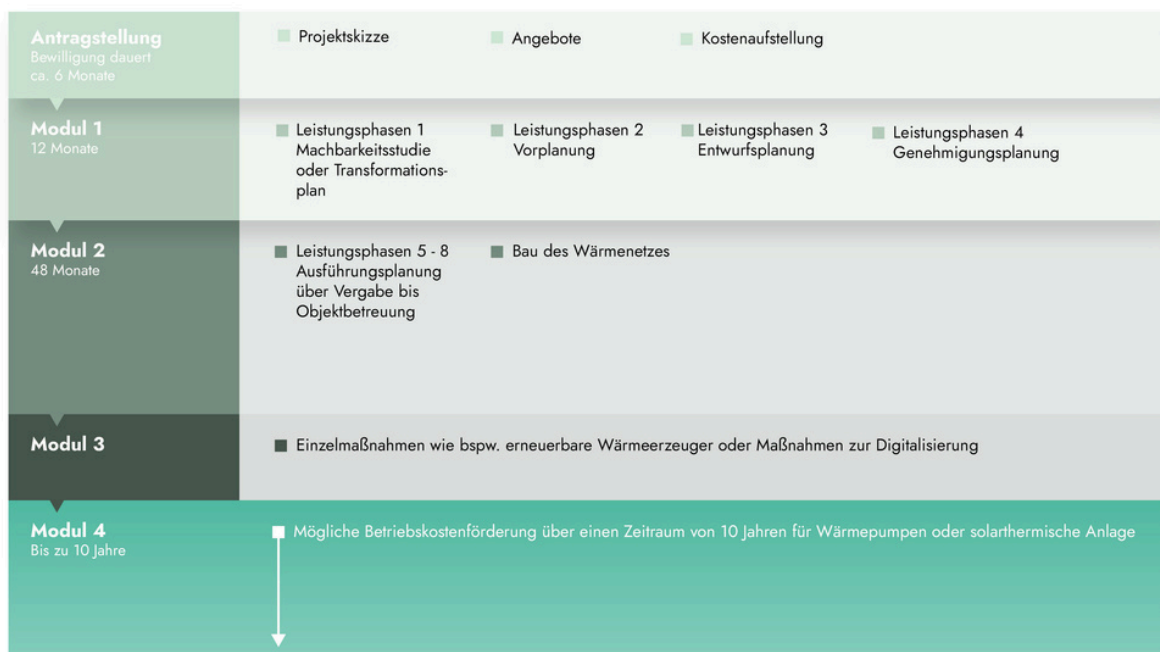 Antragstellung
Bewilligung dauert
ca. 6 Monate
Projektskizze
Angebote
Kostenaufstellung
Modul 1
12 Monate
Leistungsphasen 1
Machbarkeitsstudie
oder Transformations-
plan
Leistungsphasen 2
Vorplanung
Leistungsphasen 3
Entwurfsplanung
Leistungsphasen 4
Genehmigungsplanung
Modul 2
48 Monate
Leistungsphasen 5 - 8
Ausführungsplanung
über Vergabe bis
Objektbetreuung
Bau des Wärmenetzes
Modul 3
Einzelmaßnahmen wie bspw. erneuerbare Wärmeerzeuger oder Maßnahmen zur Digitalisierung
Modul 4
Bis zu 10 Jahre
Mögliche Betriebskostenförderung über einen Zeitraum von 10 Jahren für Wärmepumpen oder solarthermische Anlage